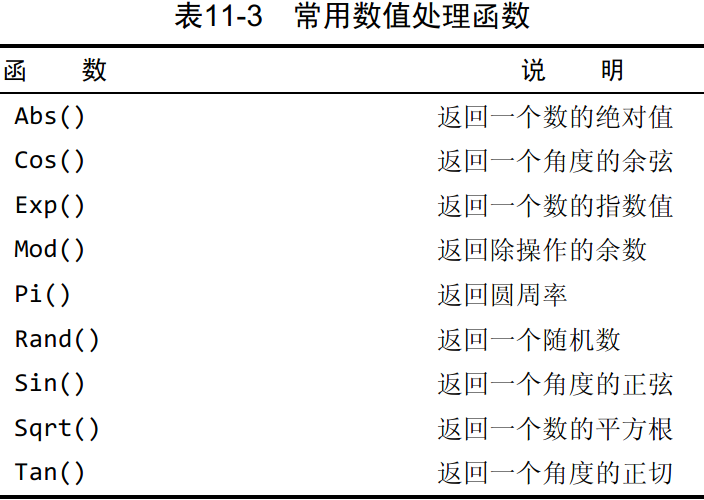 表11-3 常用数值处理函数
函 数 说 明
Abs() 返回一个数的绝对值
Cos() 返回一个角度的余弦
Exp() 返回一个数的指数值
Mod() 返回除操作的余数
Pi() 返回圆周率
Rand() 返回一个随机数
Sin() 返回一个角度的正弦
Sqrt() 返回一个数的平方根
Tan() 返回一个角度的正切